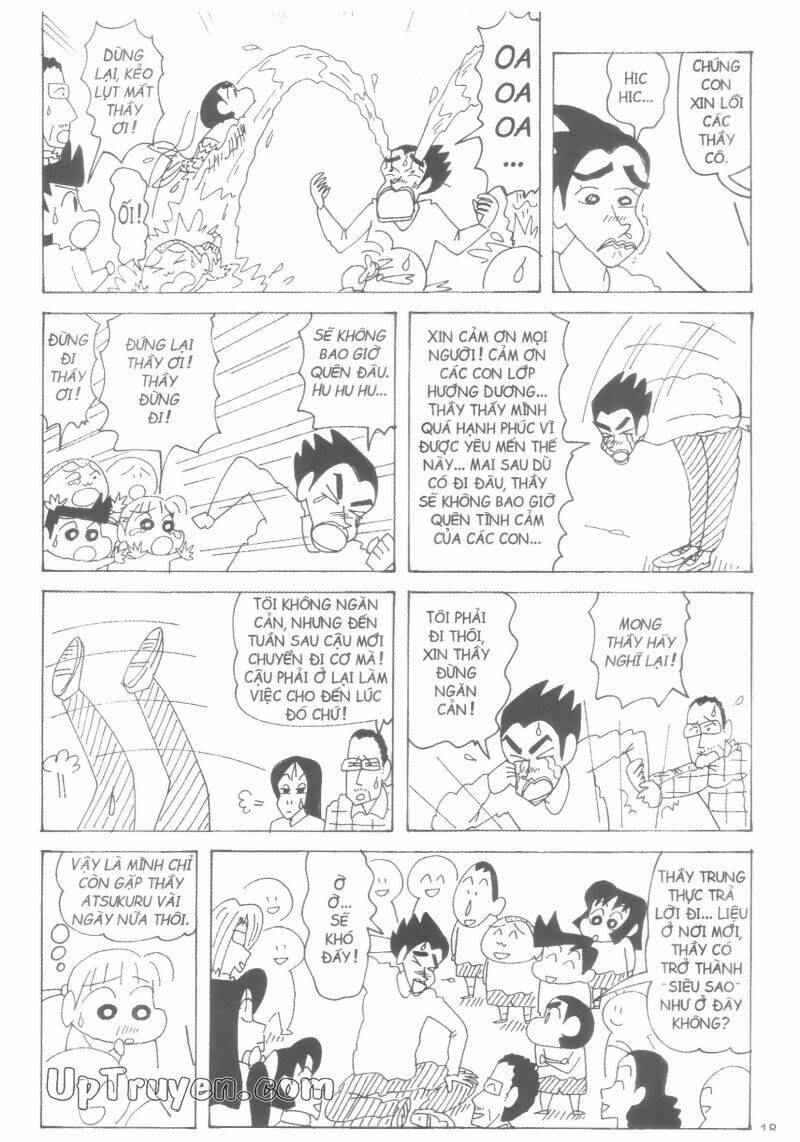 CHÚNG
CON
XIN LỖI
CÁC
THẦY
CÔ.
HIC
HIC...
OA
OA
OA
...
DỪNG
LẠI, KẺO
LỤT MẤT
THẦY
ƠI!
ỐI!
XIN CẢM ƠN MỌI
NGƯỜI! CẢM ƠN
CÁC CON LỚP
HƯỚNG DƯƠNG...
THẦY THẤY MÌNH
QUÁ HẠNH PHÚC VÌ
ĐƯỢC YÊU MẾN THẾ
NÀY... MAI SAU DÙ
CÓ ĐI ĐÂU, THẦY
SẼ KHÔNG BAO GIỜ
QUÊN TÌNH CẢM
CỦA CÁC CON...
SẼ KHÔNG
BAO GIỜ
QUÊN ĐÂU.
HU HU HU...
ĐỨNG LẠI
THẦY ƠI!
THẦY
ĐỪNG
ĐI!
ĐỪNG
ĐI
THẦY
ƠI!
MONG
THẦY HÃY
NGHĨ LẠI!
TÔI PHẢI
ĐI THÔI,
XIN THẦY
ĐỪNG
NGĂN
CẢN!
TÔI KHÔNG NGĂN
CẢN, NHƯNG ĐẾN
TUẦN SAU CẬU MỚI
CHUYỂN ĐI CƠ MÀ!
CẬU PHẢI Ở LẠI LÀM
VIỆC CHO ĐẾN LÚC
ĐÓ CHỨ!
THẦY TRUNG
THỰC TRẢ
LỜI ĐI... LIỆU
Ở NƠI MỚI,
THẦY CÓ
TRỞ THÀNH
"SIÊU SAO"
NHƯ Ở ĐÂY
KHÔNG?
Ờ
Ờ...
SẼ
KHÓ
ĐẤY!
VẬY LÀ MÌNH CHỈ
CÒN GẶP THẦY
ATSUKURU VÀI
NGÀY NỮA THÔI.
UpTruyen.com
18